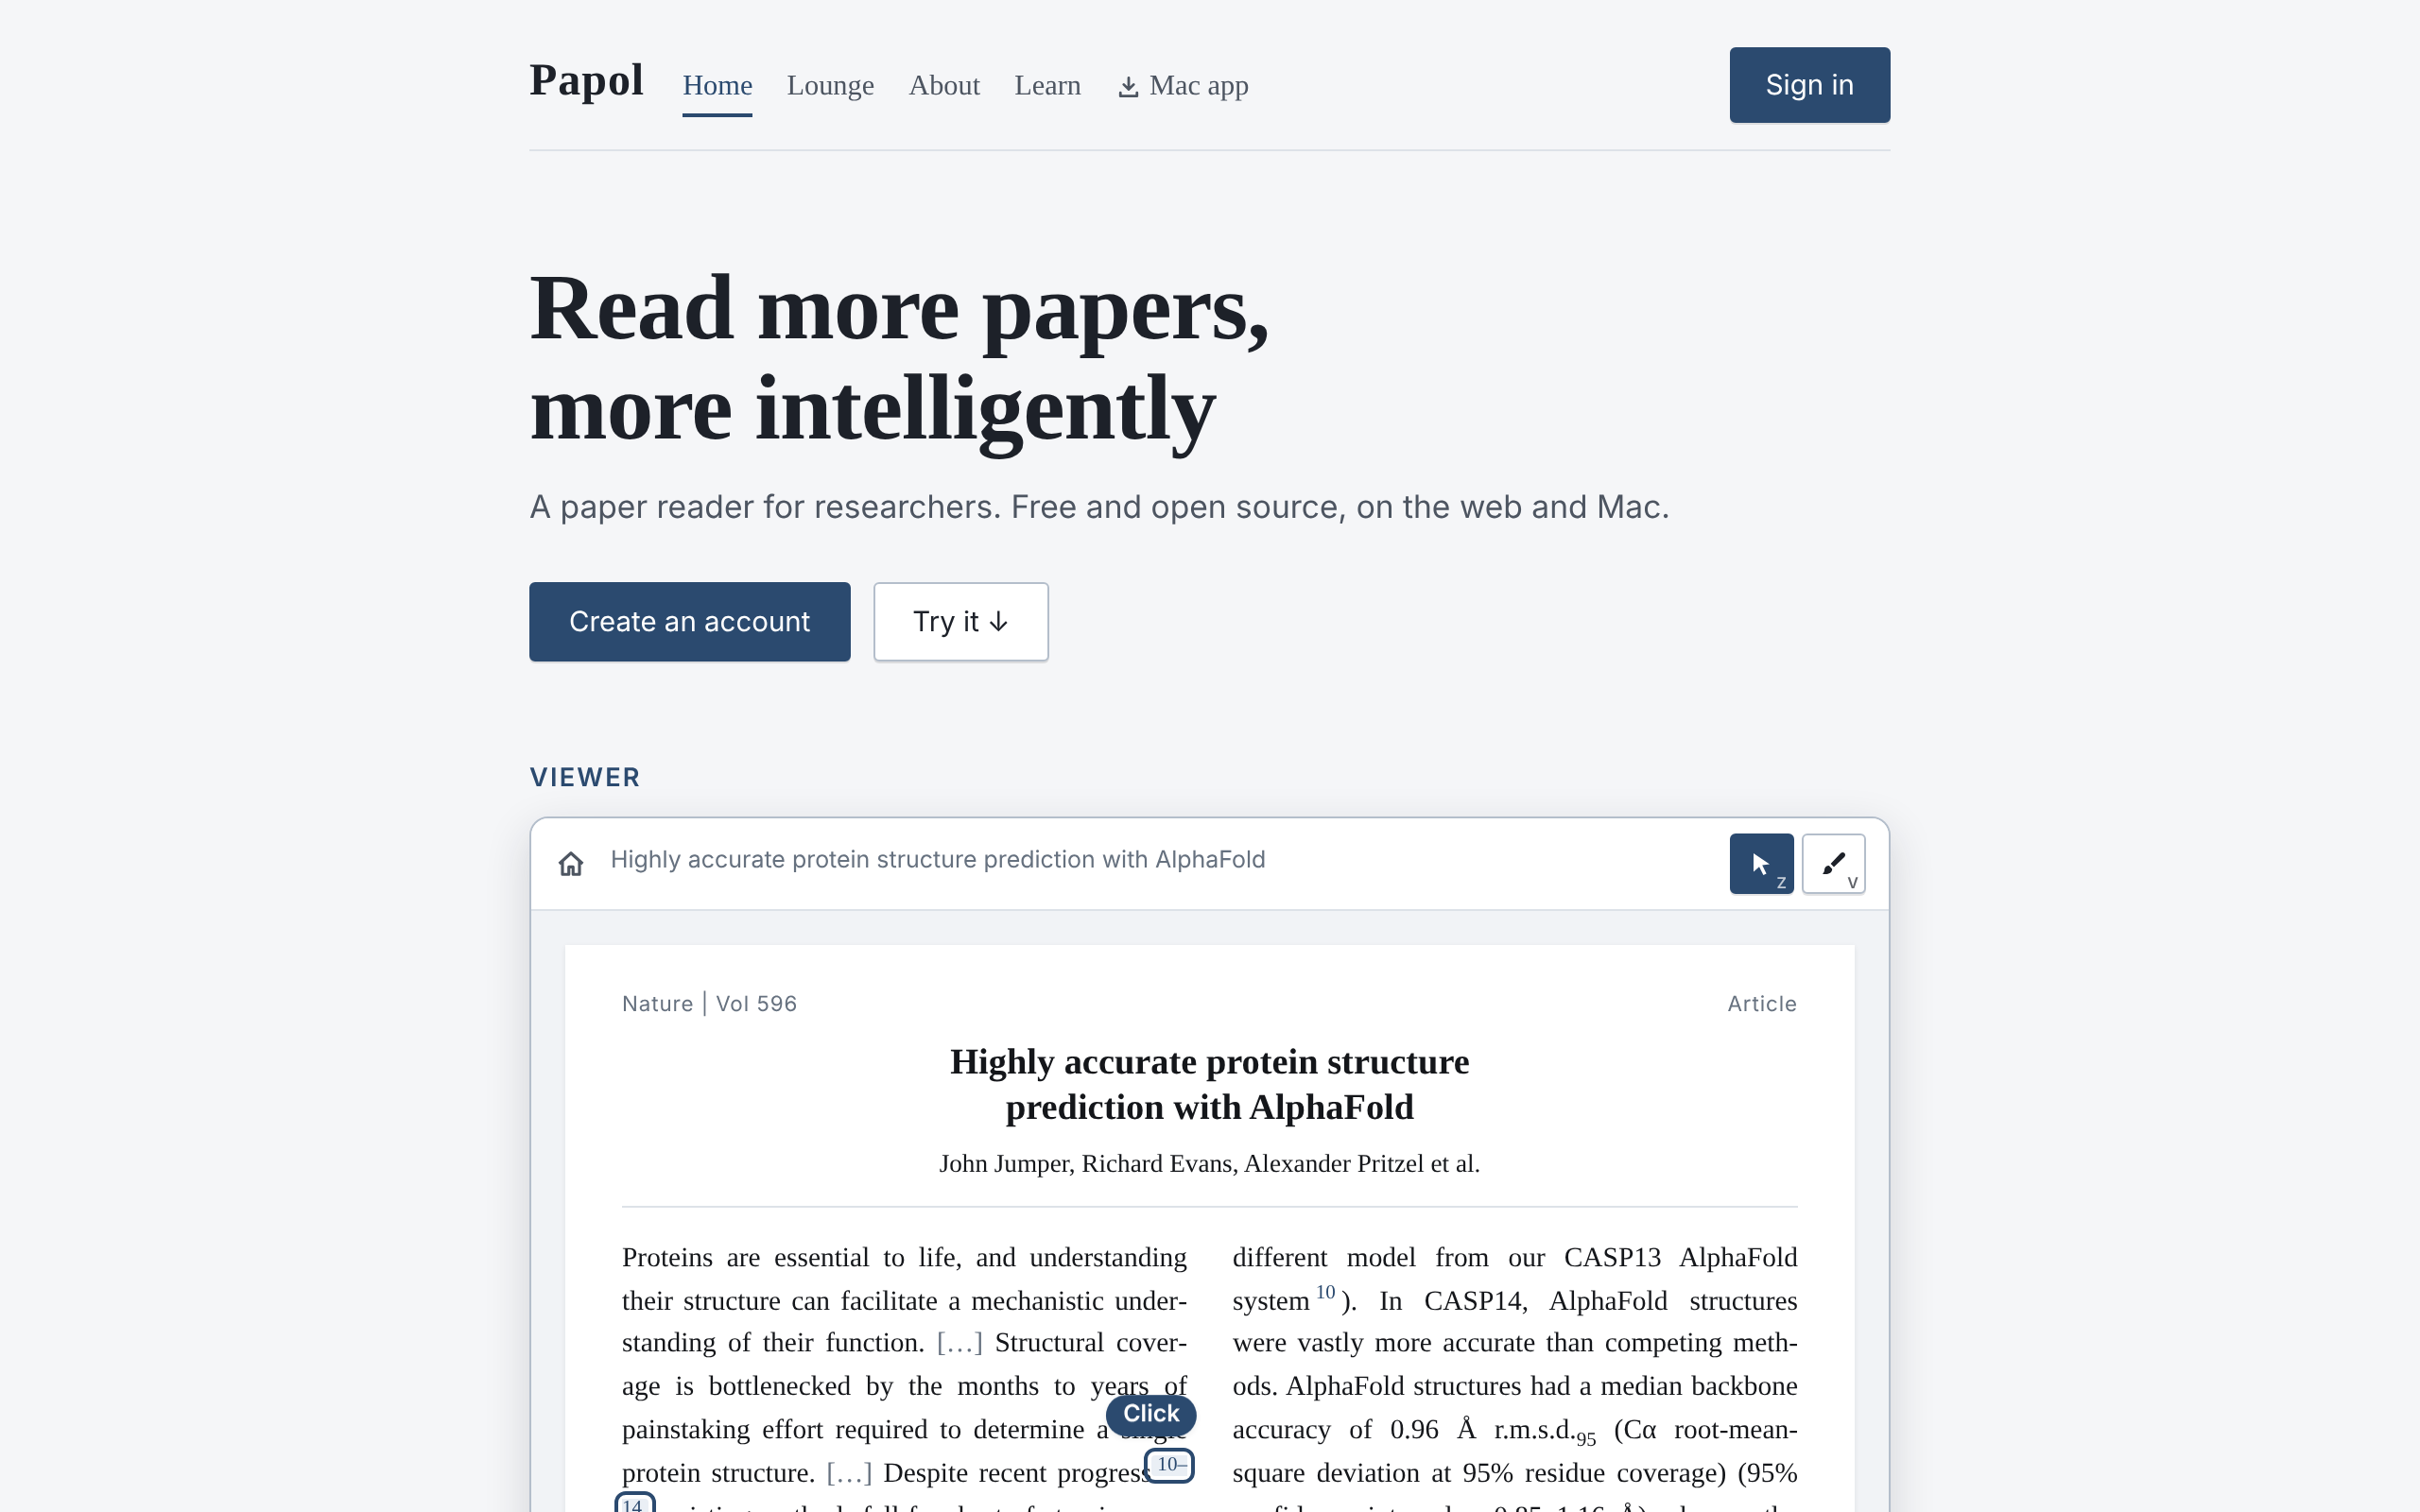 Papol Home Lounge About Learn Mac app Sign in
Read more papers,
more intelligently
A paper reader for researchers. Free and open source, on the web and Mac.
Create an account Try it ↓
VIEWER
Highly accurate protein structure prediction with AlphaFold Z V
Nature | Vol 596 Article
Highly accurate protein structure
prediction with AlphaFold
John Jumper, Richard Evans, Alexander Pritzel et al.
Proteins are essential to life, and understanding
their structure can facilitate a mechanistic under-
standing of their function. […] Structural cover-
age is bottlenecked by the months to years of
Click
painstaking effort required to determine a single
protein structure. […] Despite recent progress 10–
14
different model from our CASP13 AlphaFold
system 10 ). In CASP14, AlphaFold structures
were vastly more accurate than competing meth-
ods. AlphaFold structures had a median backbone
accuracy of 0.96 Å r.m.s.d.95 (Cα root-mean-
square deviation at 95% residue coverage) (95%